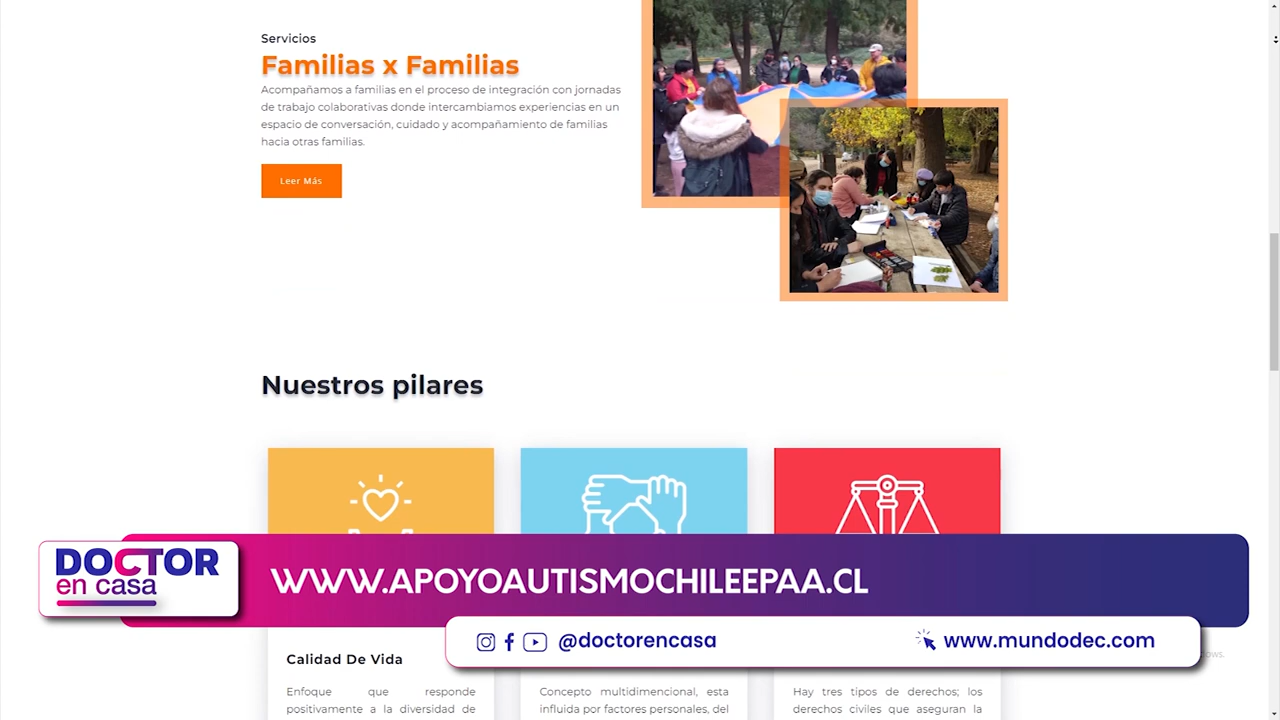 Servicios
Familias x Familias
Acompañamos a familias en el proceso de integración con jornadas
de trabajo colaborativas donde intercambiamos experiencias en un
espacio de conversación, cuidado y acompañamiento de familias
hacia otras familias.
Leer Más
Nuestros pilares
DOCTOR
en casa
WWW.APOYOAUTISMOCHILEEPAA.CL
@doctorencasa
www.mundodec.com
Calidad De Vida
Enfoque que responde
positivamente a la diversidad de
Concepto multidimencional, esta
influida por factores personales, del
Hay tres tipos de derechos; los
derechos civiles que aseguran la